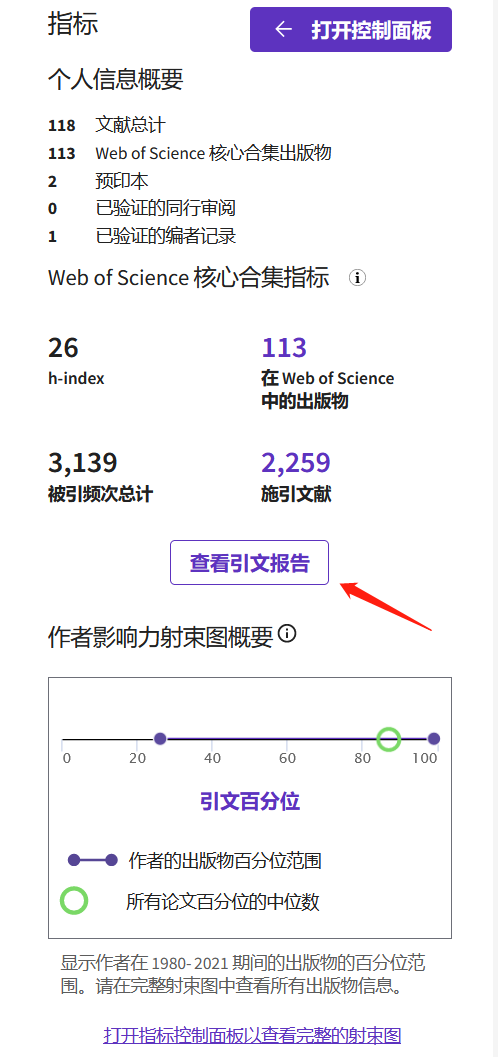 指标
打开控制面板
个人信息概要
118 文献总计
113 Web of Science 核心合集出版物
2 预印本
0 已验证的同行审阅
1 已验证的编者记录
Web of Science 核心合集指标
26 113
h-index 在 Web of Science
中的出版物
3,139 2,259
被引频次总计 施引文献
查看引文报告
作者影响力射束图概要
0 20 40 60 80 100
引文百分位
作者的出版物百分位范围
所有论文百分位的中位数
显示作者在 1980- 2021 期间的出版物的百分位范
围。请在完整射束图中查看所有出版物信息。
打开指标控制面板以查看完整的射束图